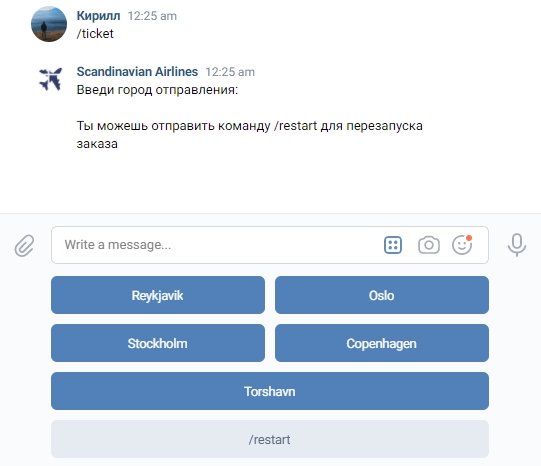 Кирилл 12:25 am
/ticket
Scandinavian Airlines 12:25 am
Введи город отправления:
Ты можешь отправить команду /restart для перезапуска
заказа
Write a message...
Reykjavik
Oslo
Stockholm
Copenhagen
Torshavn
/restart